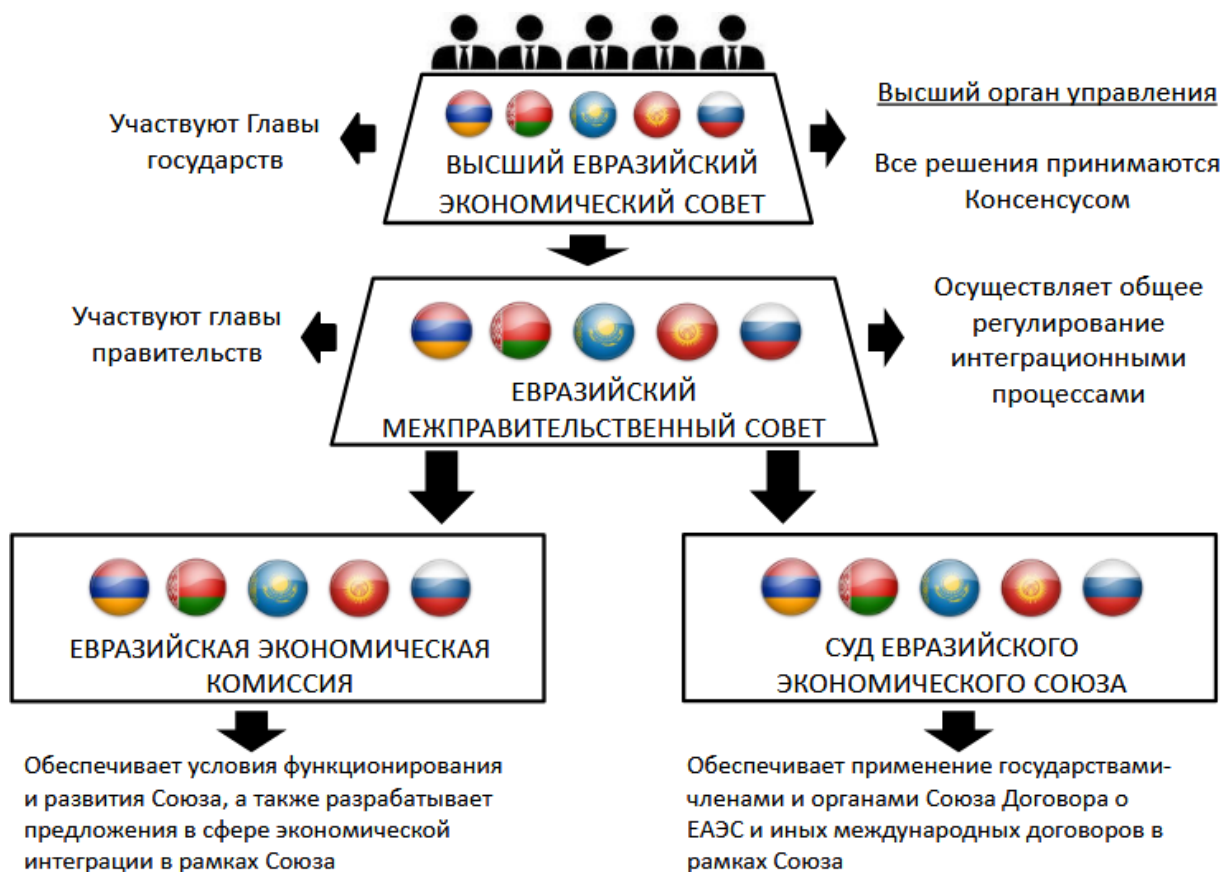 Участвуют Главы
государств
ВЫСШИЙ ЕВРАЗИЙСКИЙ
ЭКОНОМИЧЕСКИЙ СОВЕТ
Высший орган управления
Все решения принимаются
Консенсусом
Участвуют главы
правительств
ЕВРАЗИЙСКИЙ
МЕЖПРАВИТЕЛЬСТВЕННЫЙ СОВЕТ
Осуществляет общее
регулирование
интеграционными
процессами
ЕВРАЗИЙСКАЯ ЭКОНОМИЧЕСКАЯ
КОМИССИЯ
СУД ЕВРАЗИЙСКОГО
ЭКОНОМИЧЕСКОГО СОЮЗА
Обеспечивает условия функционирования
и развития Союза, а также разрабатывает
предложения в сфере экономической
интеграции в рамках Союза
Обеспечивает применение государствами-
членами и органами Союза Договора о
ЕАЭС и иных международных договоров в
рамках Союза